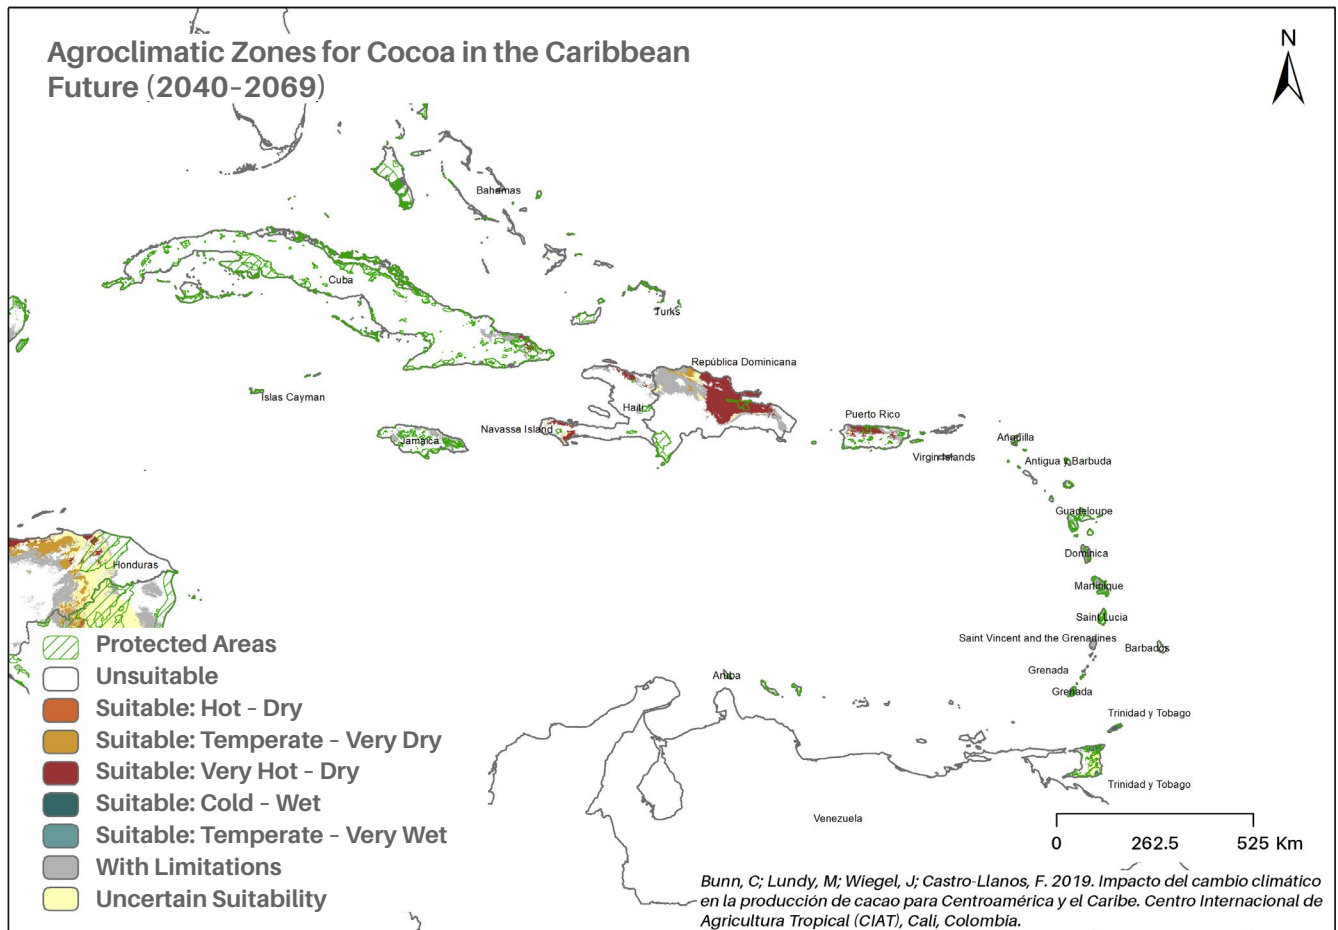 Agroclimatic Zones for Cocoa in the Caribbean
Future (2040–2069)
N
Bahamas
Cuba
Turks
República Dominicana
Islas Cayman
Haiti
Puerto Rico
Navassa Island
Jamaica
Anguilla
Virgin Islands
Antigua y Barbuda
Guadeloupe
Dominica
Honduras
Martinique
Saint Lucia
Saint Vincent and the Grenadines
Barbados
Grenada
Aruba
Grenada
Trinidad y Tobago
Trinidad y Tobago
Venezuela
Protected Areas
Unsuitable
Suitable: Hot – Dry
Suitable: Temperate – Very Dry
Suitable: Very Hot – Dry
Suitable: Cold – Wet
Suitable: Temperate – Very Wet
With Limitations
Uncertain Suitability
0 262.5 525 Km
Bunn, C; Lundy, M; Wiegel, J; Castro-Llanos, F. 2019. Impacto del cambio climático
en la producción de cacao para Centroamérica y el Caribe. Centro Internacional de
Agricultura Tropical (CIAT), Cali, Colombia.